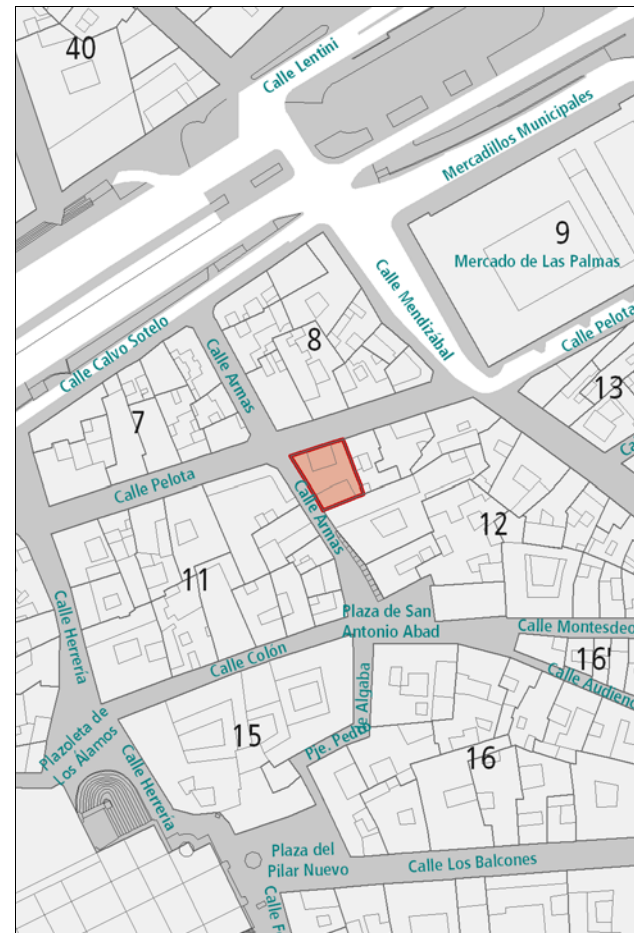 40
Calle Lentini
Mercadillos Municipales
9
Mercado de Las Palmas
Calle Mendizábal
Calle Pelota
8
Calle Calvo Sotelo
Calle Armas
7
13
Calle Pelota
Calle Armas
12
11
Calle Herrería
Plaza de San
Antonio Abad
Calle Montesdeo
Calle Colón
16'
Calle Audienc
Plazoleta de
Los Álamos
Calle Herrería
15
Pje. Pedro de Algaba
16
Plaza del
Pilar Nuevo
Calle Los Balcones